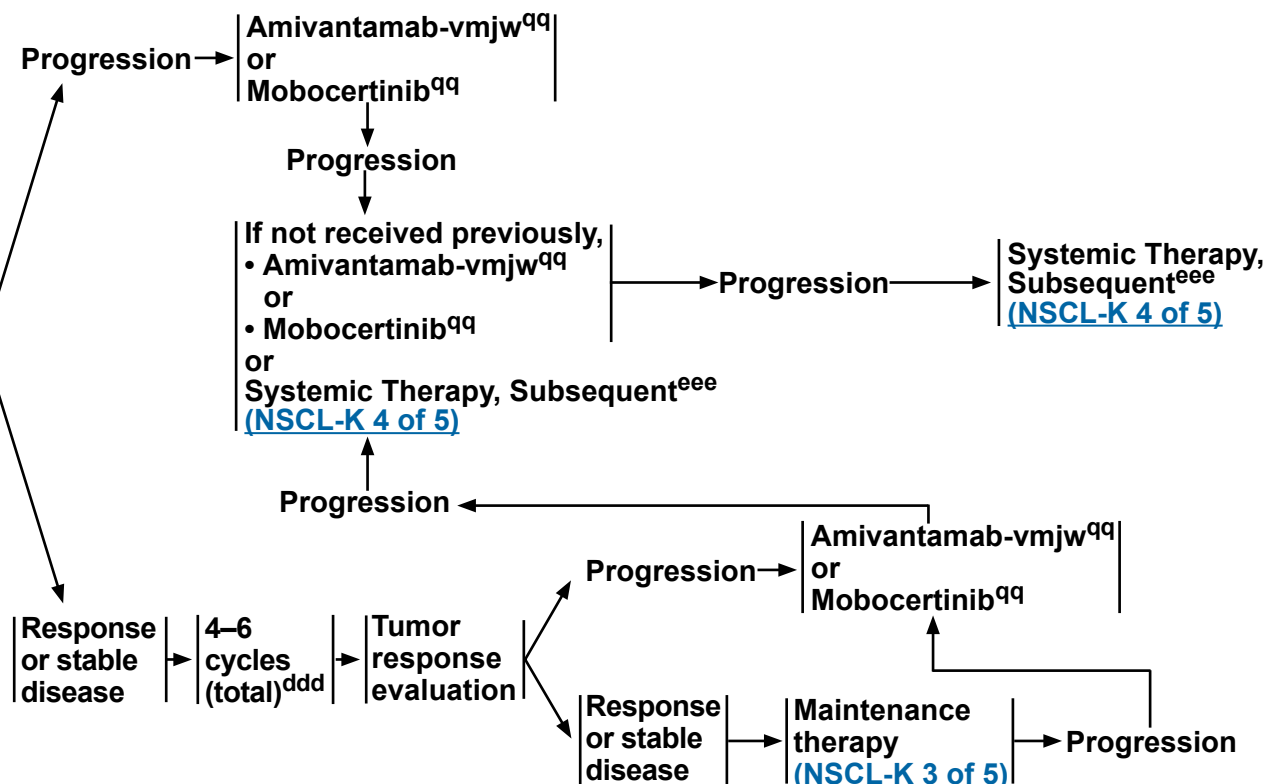 Progression
Amivantamab-vmjwqq
or
Mobocertinibqq
Progression
If not received previously,
• Amivantamab-vmjwqq
or
• Mobocertinibqq
or
Systemic Therapy, Subsequenteee
(NSCL-K 4 of 5)
Progression
Systemic Therapy,
Subsequenteee
(NSCL-K 4 of 5)
Progression
Response
or stable
disease
4–6
cycles
(total)ddd
Tumor
response
evaluation
Progression
Amivantamab-vmjwqq
or
Mobocertinibqq
Response
or stable
disease
Maintenance
therapy
(NSCL-K 3 of 5)
Progression